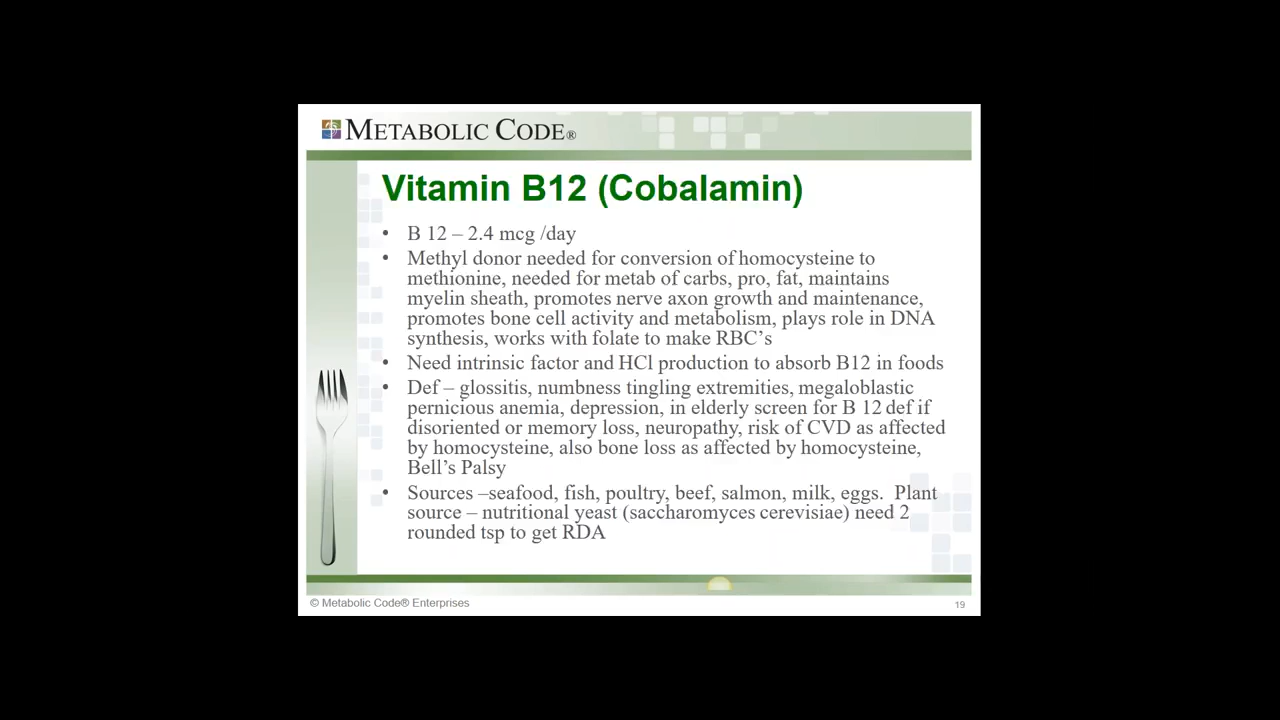 METABOLIC CODE®
Vitamin B12 (Cobalamin)
• B 12 – 2.4 mcg /day
• Methyl donor needed for conversion of homocysteine to
methionine, needed for metab of carbs, pro, fat, maintains
myelin sheath, promotes nerve axon growth and maintenance,
promotes bone cell activity and metabolism, plays role in DNA
synthesis, works with folate to make RBC’s
• Need intrinsic factor and HCl production to absorb B12 in foods
• Def – glossitis, numbness tingling extremities, megaloblastic
pernicious anemia, depression, in elderly screen for B 12 def if
disoriented or memory loss, neuropathy, risk of CVD as affected
by homocysteine, also bone loss as affected by homocysteine,
Bell’s Palsy
• Sources –seafood, fish, poultry, beef, salmon, milk, eggs. Plant
source – nutritional yeast (saccharomyces cerevisiae) need 2
rounded tsp to get RDA
© Metabolic Code® Enterprises
19